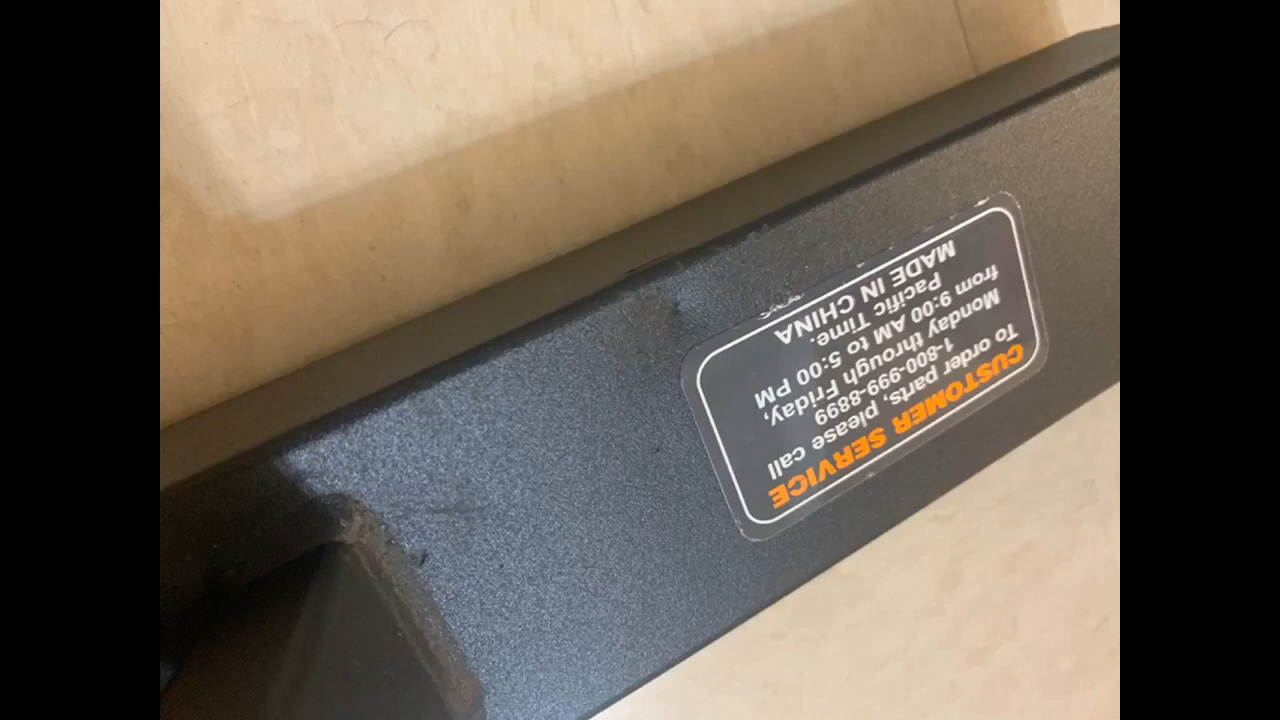 CUSTOMER SERVICE
To order parts, please call
1-800-999-8899
Monday through Friday,
from 9:00 AM to 5:00 PM
Pacific Time.
MADE IN CHINA